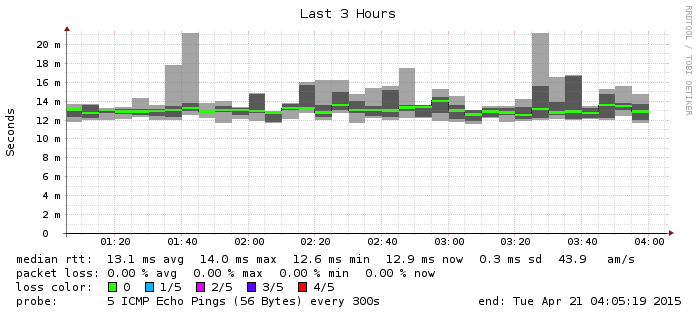 Last 3 Hours
RRDTOOL / TOBI OETIKER
Seconds
20 m
18 m
16 m
14 m
12 m
10 m
8 m
6 m
4 m
2 m
0
01:20 01:40 02:00 02:20 02:40 03:00 03:20 03:40 04:00
median rtt: 13.1 ms avg 14.0 ms max 12.6 ms min 12.9 ms now 0.3 ms sd 43.9 am/s
packet loss: 0.00 % avg 0.00 % max 0.00 % min 0.00 % now
loss color: 0 1/5 2/5 3/5 4/5
probe: 5 ICMP Echo Pings (56 Bytes) every 300s end: Tue Apr 21 04:05:19 2015